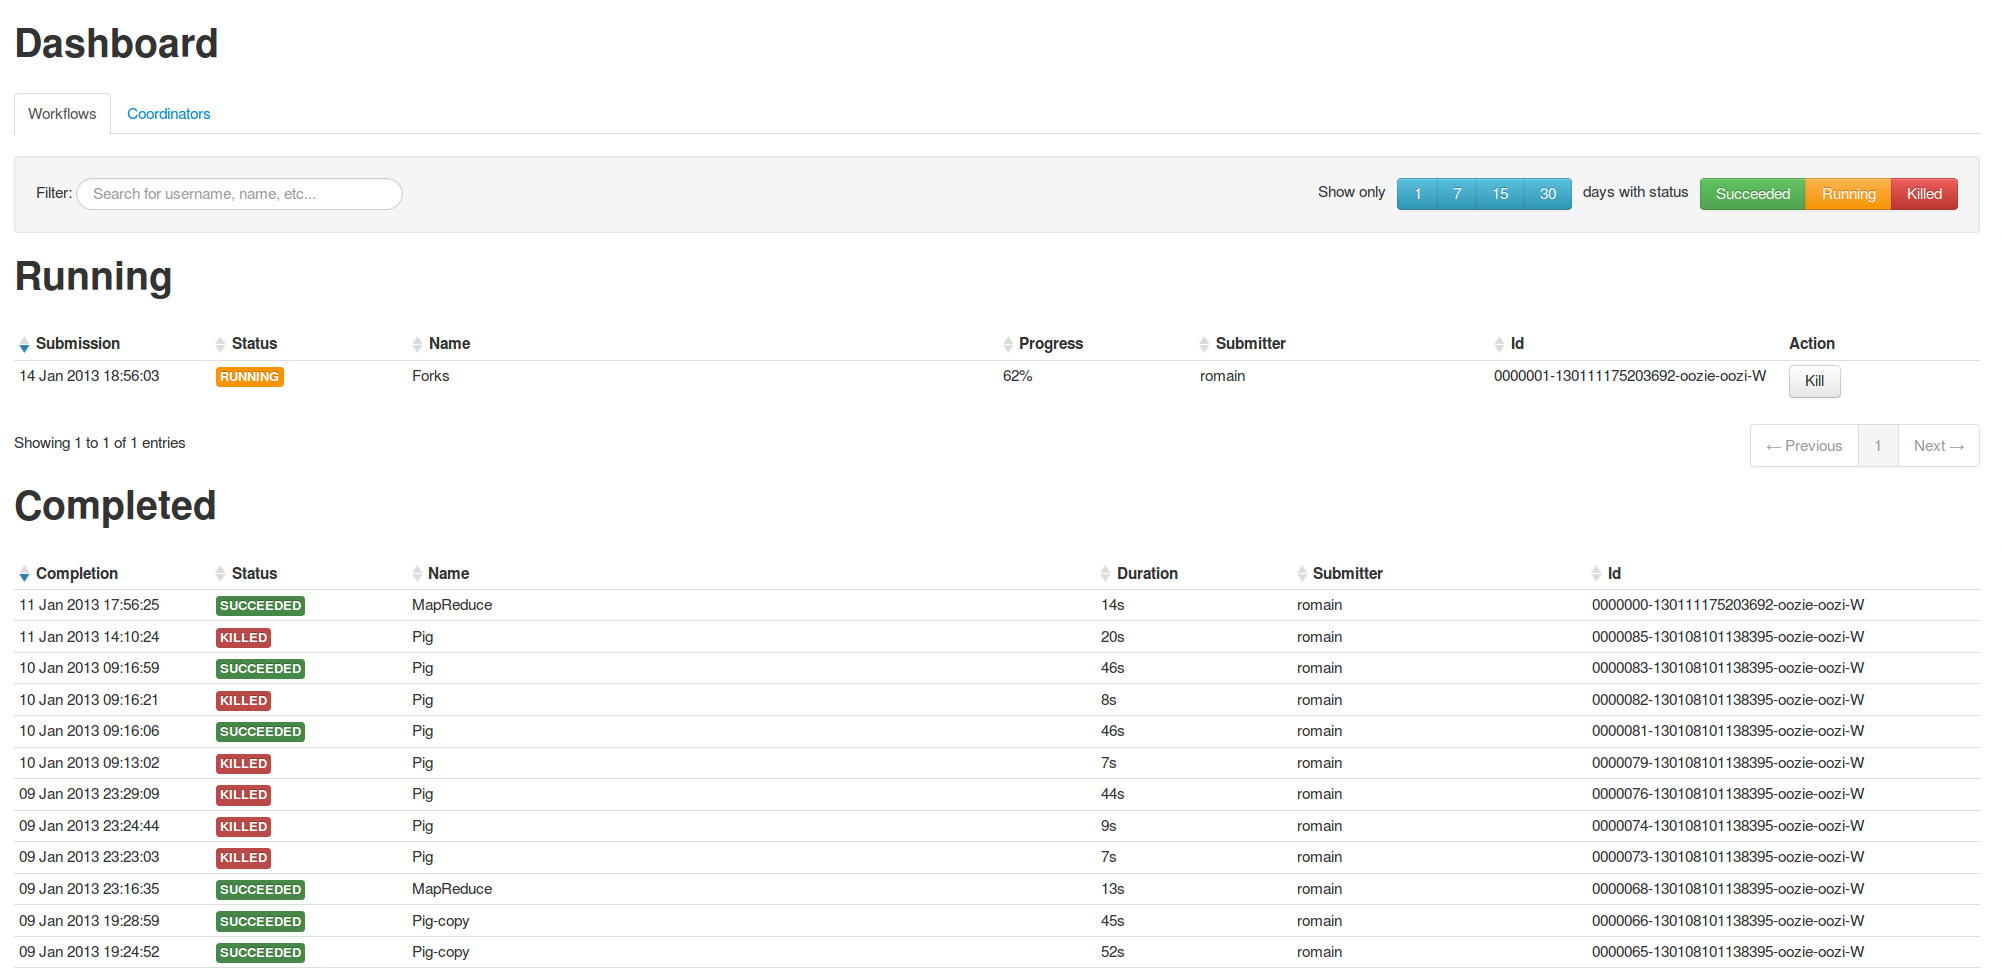 Dashboard
Workflows Coordinators
Filter: Search for username, name, etc... Show only 1 7 15 30 days with status Succeeded Running Killed
Running
Submission Status Name Progress Submitter Id Action
14 Jan 2013 18:56:03 RUNNING Forks 62% romain 0000001-130111175203692-oozie-oozi-W Kill
Showing 1 to 1 of 1 entries ← Previous 1 Next →
Completed
Completion Status Name Duration Submitter Id
11 Jan 2013 17:56:25 SUCCEEDED MapReduce 14s romain 0000000-130111175203692-oozie-oozi-W
11 Jan 2013 14:10:24 KILLED Pig 20s romain 0000085-130108101138395-oozie-oozi-W
10 Jan 2013 09:16:59 SUCCEEDED Pig 46s romain 0000083-130108101138395-oozie-oozi-W
10 Jan 2013 09:16:21 KILLED Pig 8s romain 0000082-130108101138395-oozie-oozi-W
10 Jan 2013 09:16:06 SUCCEEDED Pig 46s romain 0000081-130108101138395-oozie-oozi-W
10 Jan 2013 09:13:02 KILLED Pig 7s romain 0000079-130108101138395-oozie-oozi-W
09 Jan 2013 23:29:09 KILLED Pig 44s romain 0000076-130108101138395-oozie-oozi-W
09 Jan 2013 23:24:44 KILLED Pig 9s romain 0000074-130108101138395-oozie-oozi-W
09 Jan 2013 23:23:03 KILLED Pig 7s romain 0000073-130108101138395-oozie-oozi-W
09 Jan 2013 23:16:35 SUCCEEDED MapReduce 13s romain 0000068-130108101138395-oozie-oozi-W
09 Jan 2013 19:28:59 SUCCEEDED Pig-copy 45s romain 0000066-130108101138395-oozie-oozi-W
09 Jan 2013 19:24:52 SUCCEEDED Pig-copy 52s romain 0000065-130108101138395-oozie-oozi-W